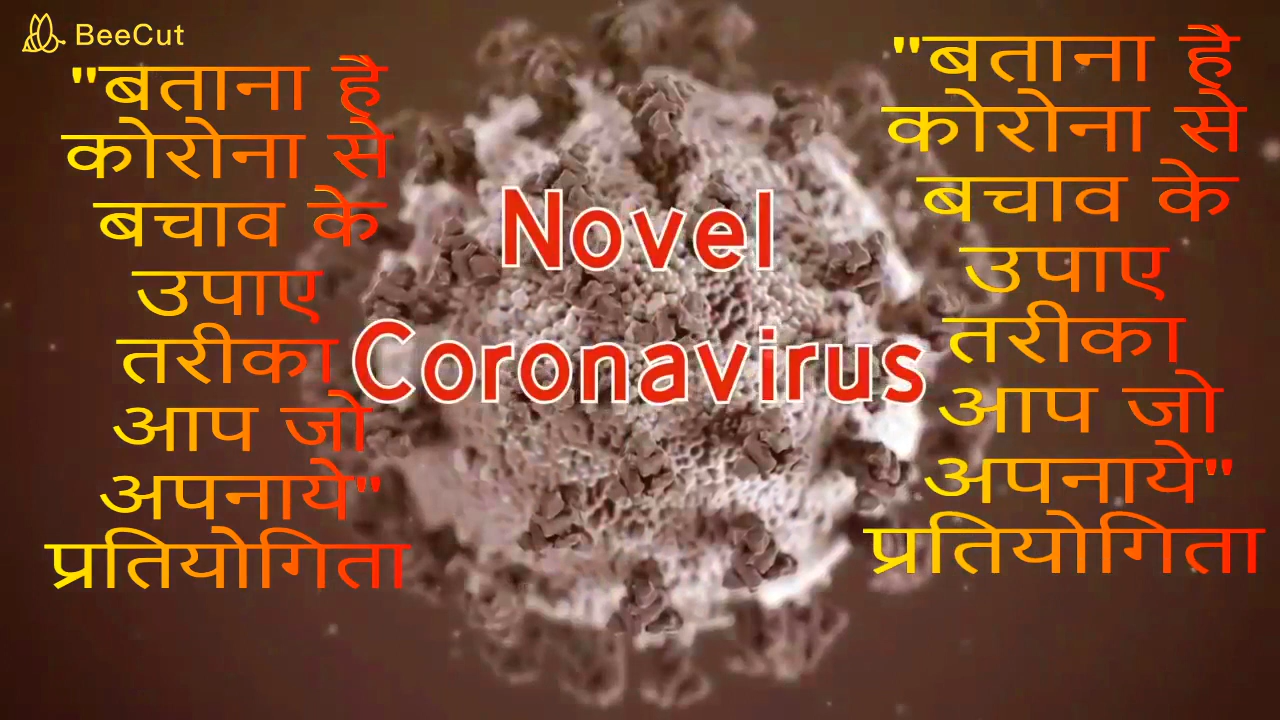 BeeCut
"बताना है
कोरोना से
बचाव के
उपाए
तरीका
आप जो
अपनाये"
प्रतियोगिता
Novel
Coronavirus
"बताना है
कोरोना से
बचाव के
उपाए
तरीका
आप जो
अपनाये"
प्रतियोगिता